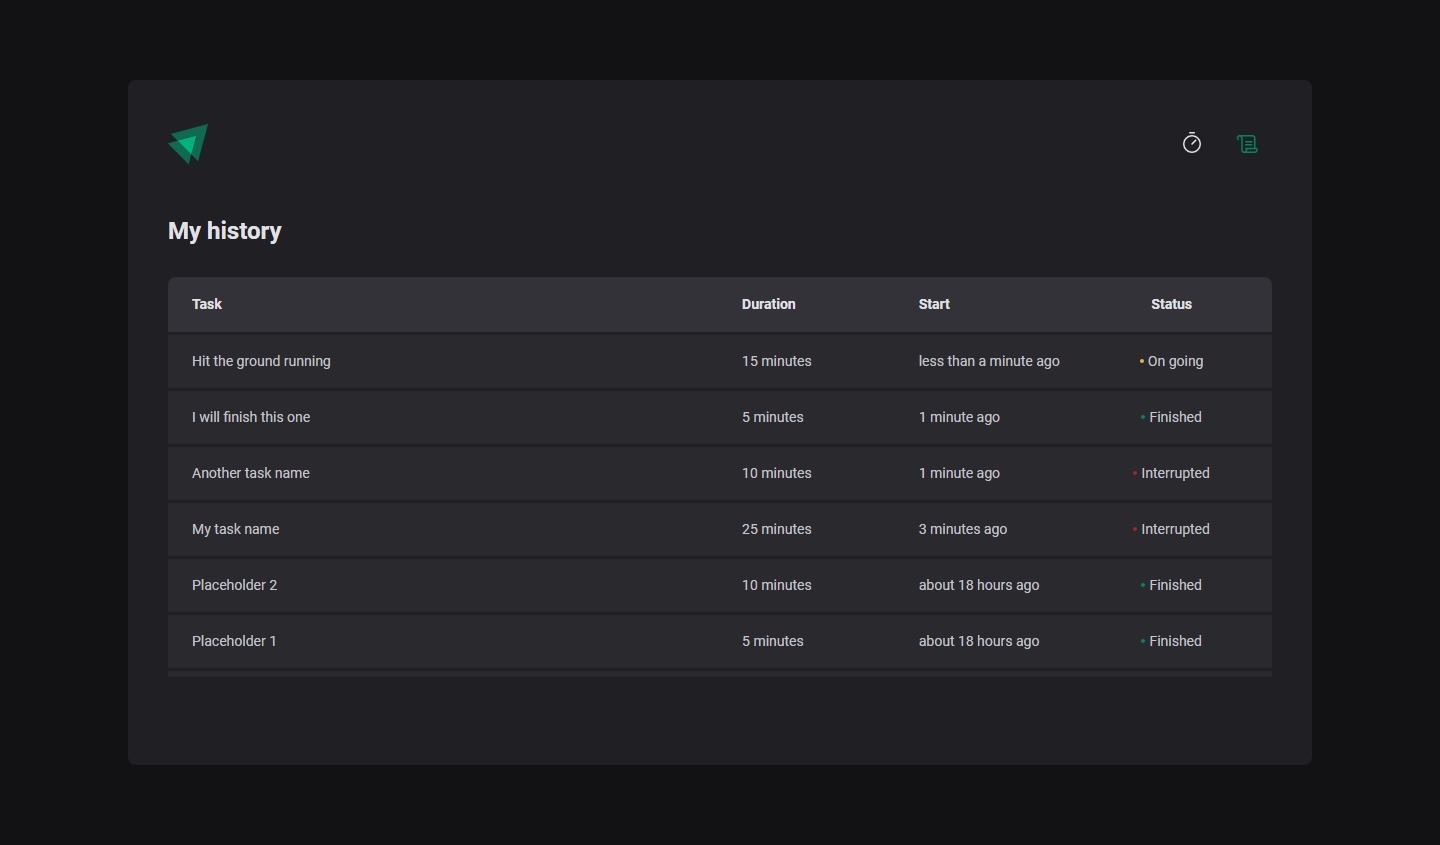 My history
Task Duration Start Status
Hit the ground running 15 minutes less than a minute ago On going
I will finish this one 5 minutes 1 minute ago Finished
Another task name 10 minutes 1 minute ago Interrupted
My task name 25 minutes 3 minutes ago Interrupted
Placeholder 2 10 minutes about 18 hours ago Finished
Placeholder 1 5 minutes about 18 hours ago Finished